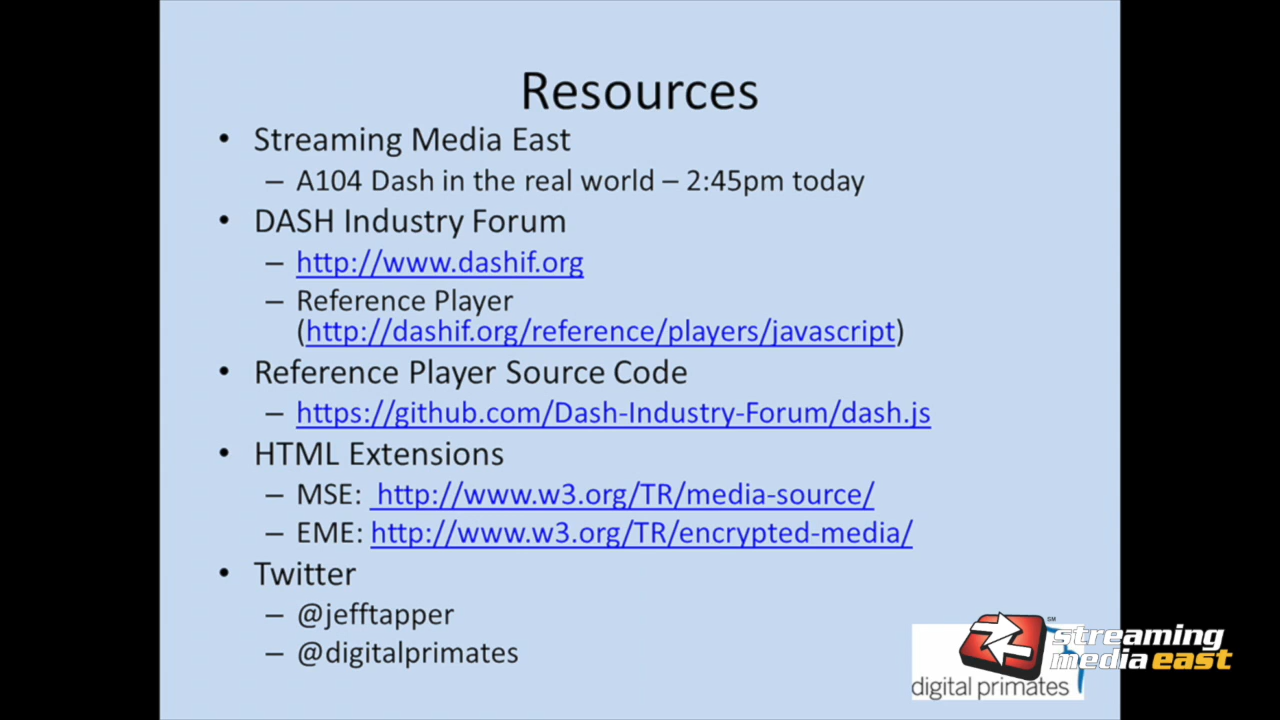 Resources
• Streaming Media East
– A104 Dash in the real world – 2:45pm today
• DASH Industry Forum
– http://www.dashif.org
– Reference Player
(http://dashif.org/reference/players/javascript)
• Reference Player Source Code
– https://github.com/Dash-Industry-Forum/dash.js
• HTML Extensions
– MSE: http://www.w3.org/TR/media-source/
– EME: http://www.w3.org/TR/encrypted-media/
• Twitter
– @jefftapper
– @digitalprimates
SM
streaming
media east
digital primates